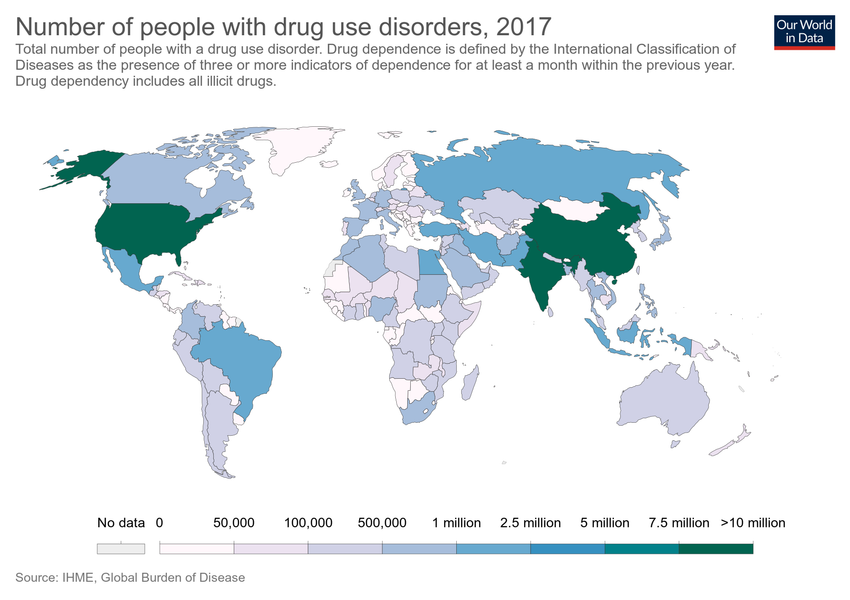 Number of people with drug use disorders, 2017
Our World
in Data
Total number of people with a drug use disorder. Drug dependence is defined by the International Classification of
Diseases as the presence of three or more indicators of dependence for at least a month within the previous year.
Drug dependency includes all illicit drugs.
No data 0 50,000 100,000 500,000 1 million 2.5 million 5 million 7.5 million >10 million
Source: IHME, Global Burden of Disease